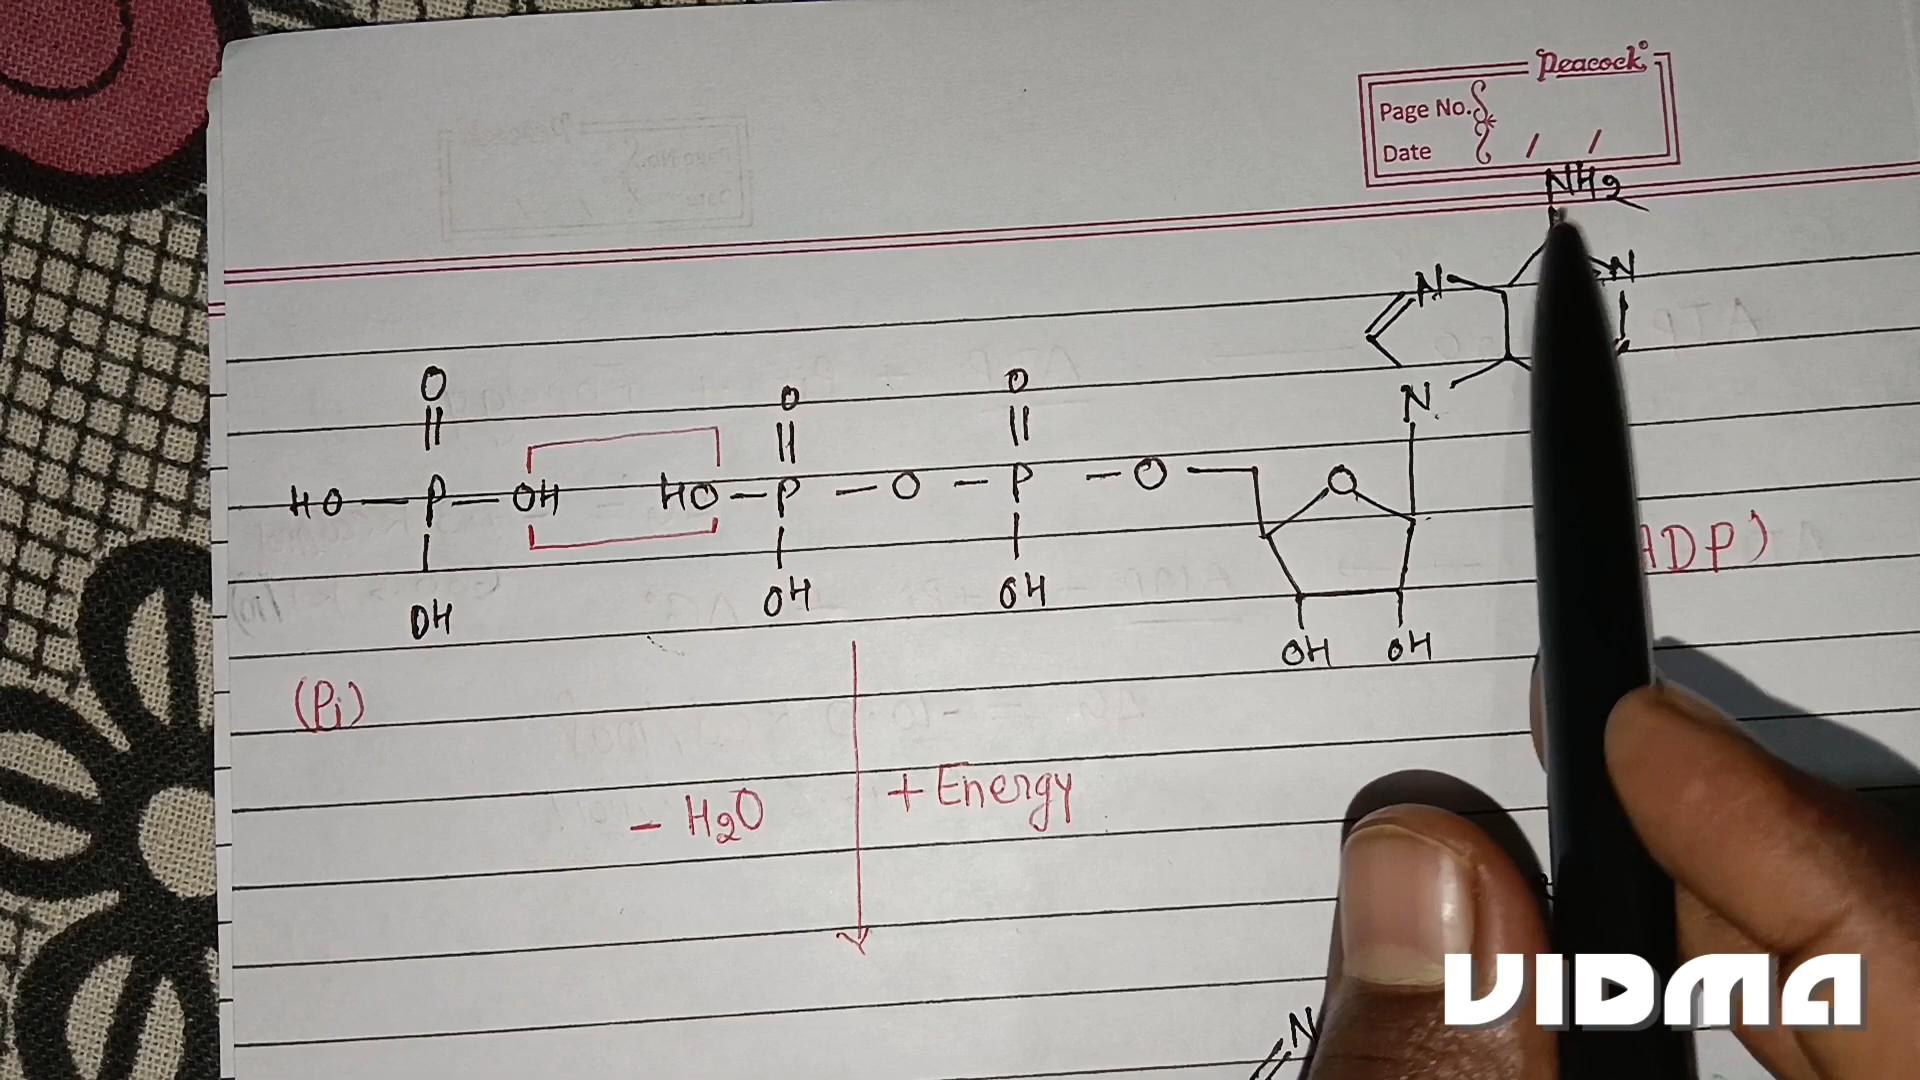 Peacock
Page No.
Date / /
NH2
N N
N
O O O
HO — P — OH HO — P — O — P — O — O
OH OH OH OH OH
ADP)
(Pi)
- H2O + Energy
N
VIDMA